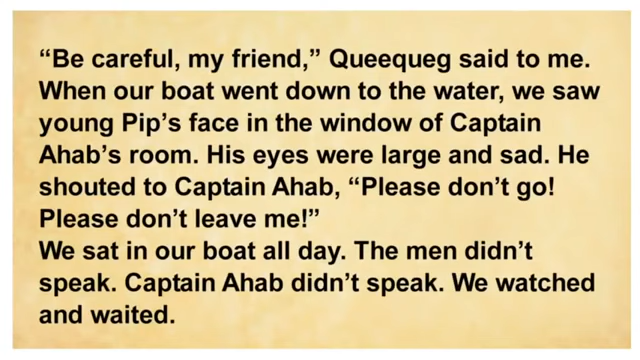 “Be careful, my friend,” Queequeg said to me.
When our boat went down to the water, we saw
young Pip’s face in the window of Captain
Ahab’s room. His eyes were large and sad. He
shouted to Captain Ahab, “Please don’t go!
Please don’t leave me!”
We sat in our boat all day. The men didn’t
speak. Captain Ahab didn’t speak. We watched
and waited.